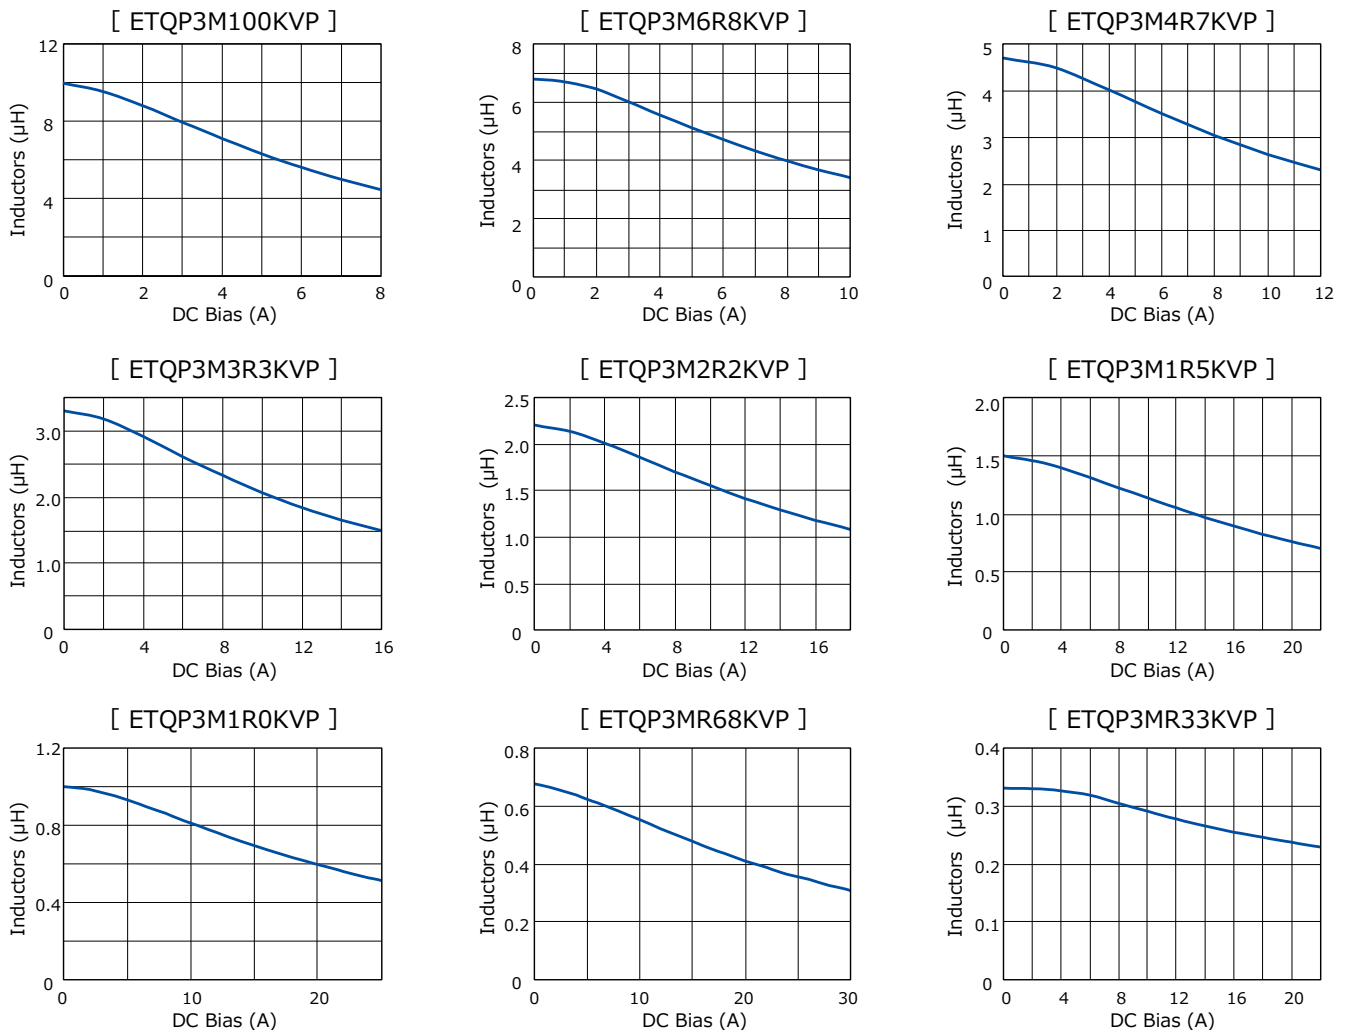 [ ETQP3M100KVP ]
12
8
4
0
Inductors (μH)
0 2 4 6 8
DC Bias (A)
[ ETQP3M6R8KVP ]
8
6
4
2
0
Inductors (μH)
0 2 4 6 8 10
DC Bias (A)
[ ETQP3M4R7KVP ]
5
4
3
2
1
0
Inductors (μH)
0 2 4 6 8 10 12
DC Bias (A)
[ ETQP3M3R3KVP ]
3.0
2.0
1.0
0
Inductors (μH)
0 4 8 12 16
DC Bias (A)
[ ETQP3M2R2KVP ]
2.5
2.0
1.5
1.0
0.5
0
Inductors (μH)
0 4 8 12 16
DC Bias (A)
[ ETQP3M1R5KVP ]
2.0
1.5
1.0
0.5
0
Inductors (μH)
0 4 8 12 16 20
DC Bias (A)
[ ETQP3M1R0KVP ]
1.2
0.8
0.4
0
Inductors (μH)
0 10 20
DC Bias (A)
[ ETQP3MR68KVP ]
0.8
0.6
0.4
0.2
0
Inductors (μH)
0 10 20 30
DC Bias (A)
[ ETQP3MR33KVP ]
0.4
0.3
0.2
0.1
0
Inductors (μH)
0 4 8 12 16 20
DC Bias (A)